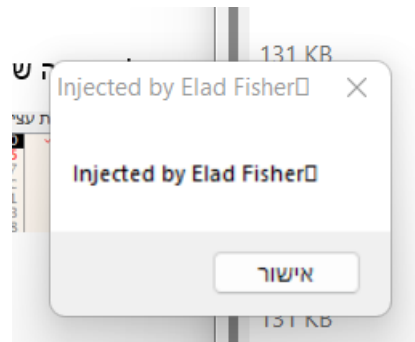 131 KB
Injected by Elad Fisher
Injected by Elad Fisher
אישור
131 KB